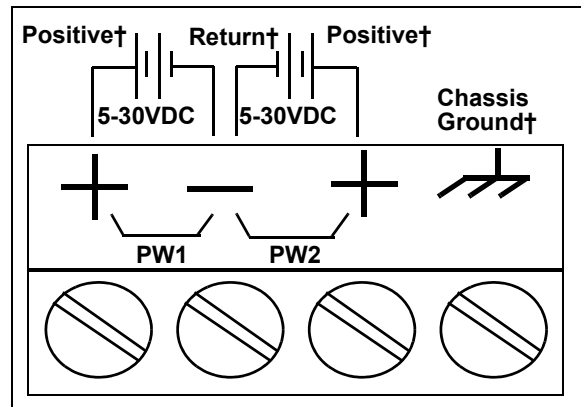 Positive† Return† Positive†
5-30VDC 5-30VDC
Chassis
Ground†
PW1 PW2